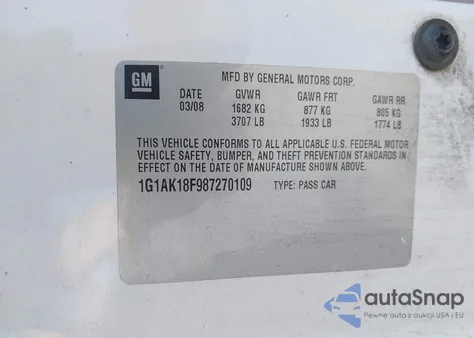 GM
MFD BY GENERAL MOTORS CORP.
DATE GVWR GAWR FRT GAWR RR
03/08 1682 KG 877 KG 805 KG
3707 LB 1933 LB 1774 LB
THIS VEHICLE CONFORMS TO ALL APPLICABLE U.S. FEDERAL MOTOR
VEHICLE SAFETY, BUMPER, AND THEFT PREVENTION STANDARDS IN
EFFECT ON THE DATE OF MANUFACTURE SHOWN ABOVE.
1G1AK18F987270109 TYPE: PASS CAR
autoSnap
Pewne auta z aukcji USA i EU